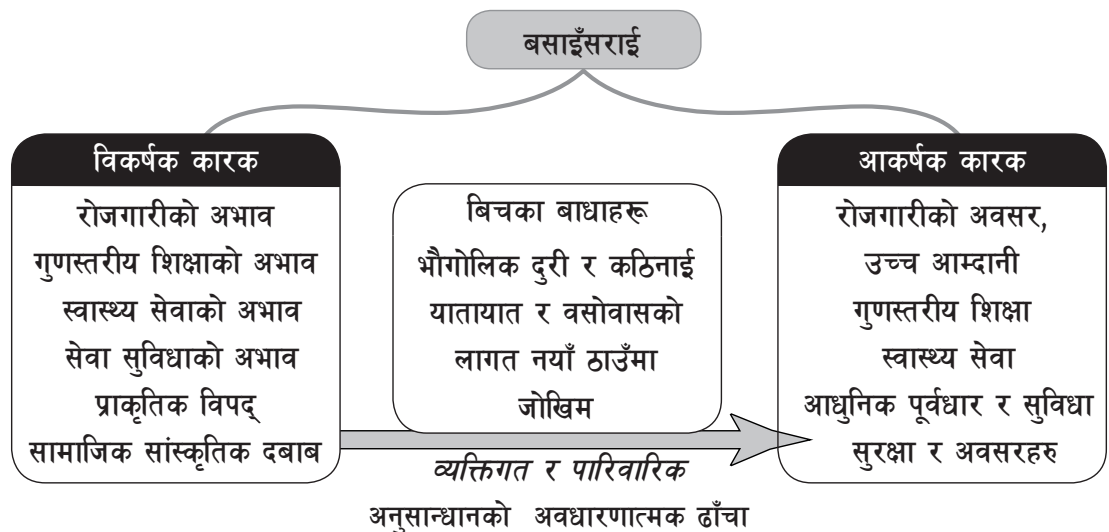 बसाइँसराई
विकर्षक कारक
रोजगारीको अभाव
गुणस्तरीय शिक्षाको अभाव
स्वास्थ्य सेवाको अभाव
सेवा सुविधाको अभाव
प्राकृतिक विपद्
सामाजिक सांस्कृतिक दबाब
बिचका बाधाहरू
भौगोलिक दुरी र कठिनाई
यातायात र वसोवासको
लागत नयाँ ठाउँमा
जोखिम
आकर्षक कारक
रोजगारीको अवसर,
उच्च आम्दानी
गुणस्तरीय शिक्षा
स्वास्थ्य सेवा
आधुनिक पूर्वधार र सुविधा
सुरक्षा र अवसरहरु
व्यक्तिगत र पारिवारिक
अनुसान्धानको अवधारणात्मक ढाँचा